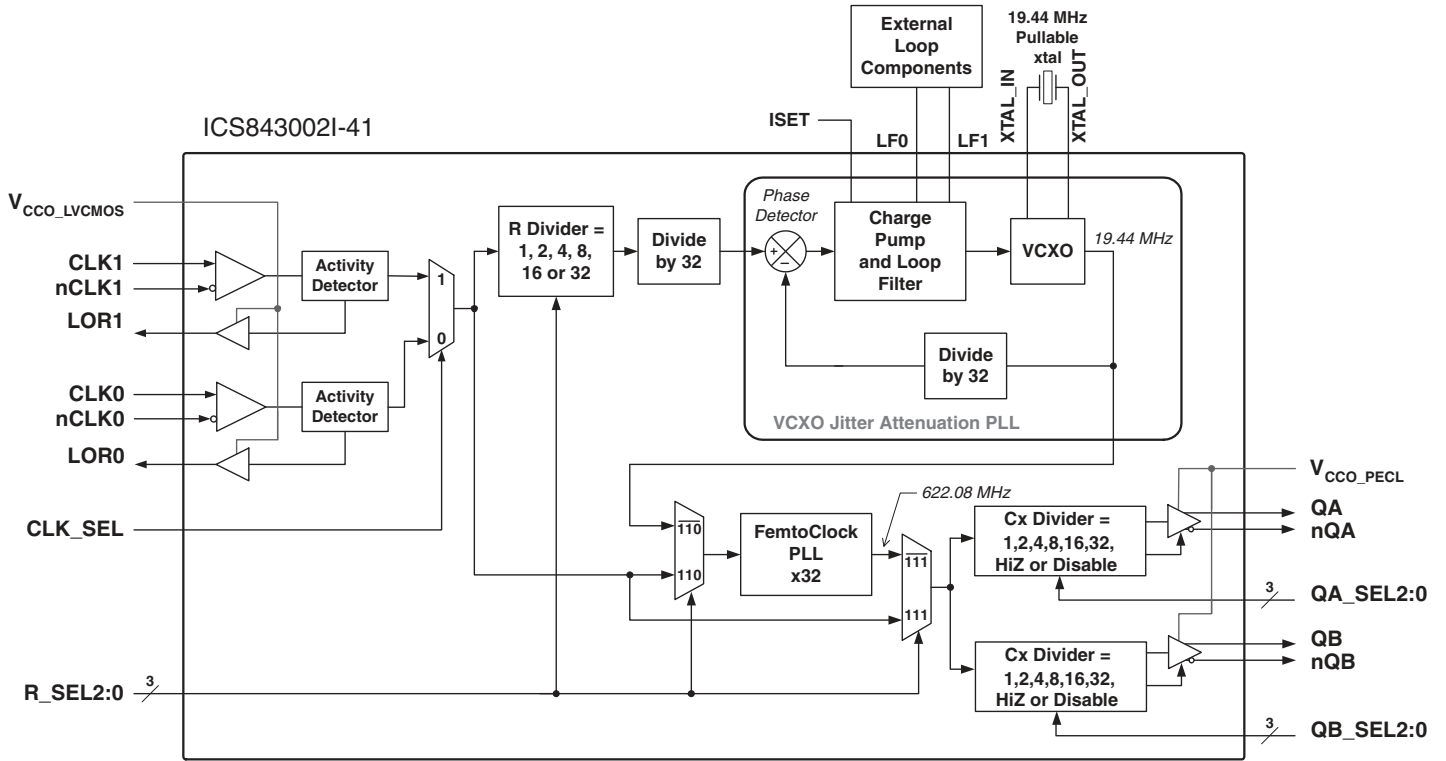 External
Loop
Components
19.44 MHz
Pullable
xtal
XTAL_IN
XTAL_OUT
ISET
LF0
LF1
ICS843002I-41
VCCO_LVCMOS
CLK1
nCLK1
LOR1
CLK0
nCLK0
LOR0
CLK_SEL
R_SEL2:0
3
Activity
Detector
Activity
Detector
1
0
R Divider =
1, 2, 4, 8,
16 or 32
Divide
by 32
Phase
Detector
+
−
Charge
Pump
and Loop
Filter
VCXO
19.44 MHz
Divide
by 32
VCXO Jitter Attenuation PLL
110
110
FemtoClock
PLL
x32
622.08 MHz
111
111
Cx Divider =
1,2,4,8,16,32,
HiZ or Disable
Cx Divider =
1,2,4,8,16,32,
HiZ or Disable
VCCO_PECL
QA
nQA
3
QA_SEL2:0
QB
nQB
3
QB_SEL2:0